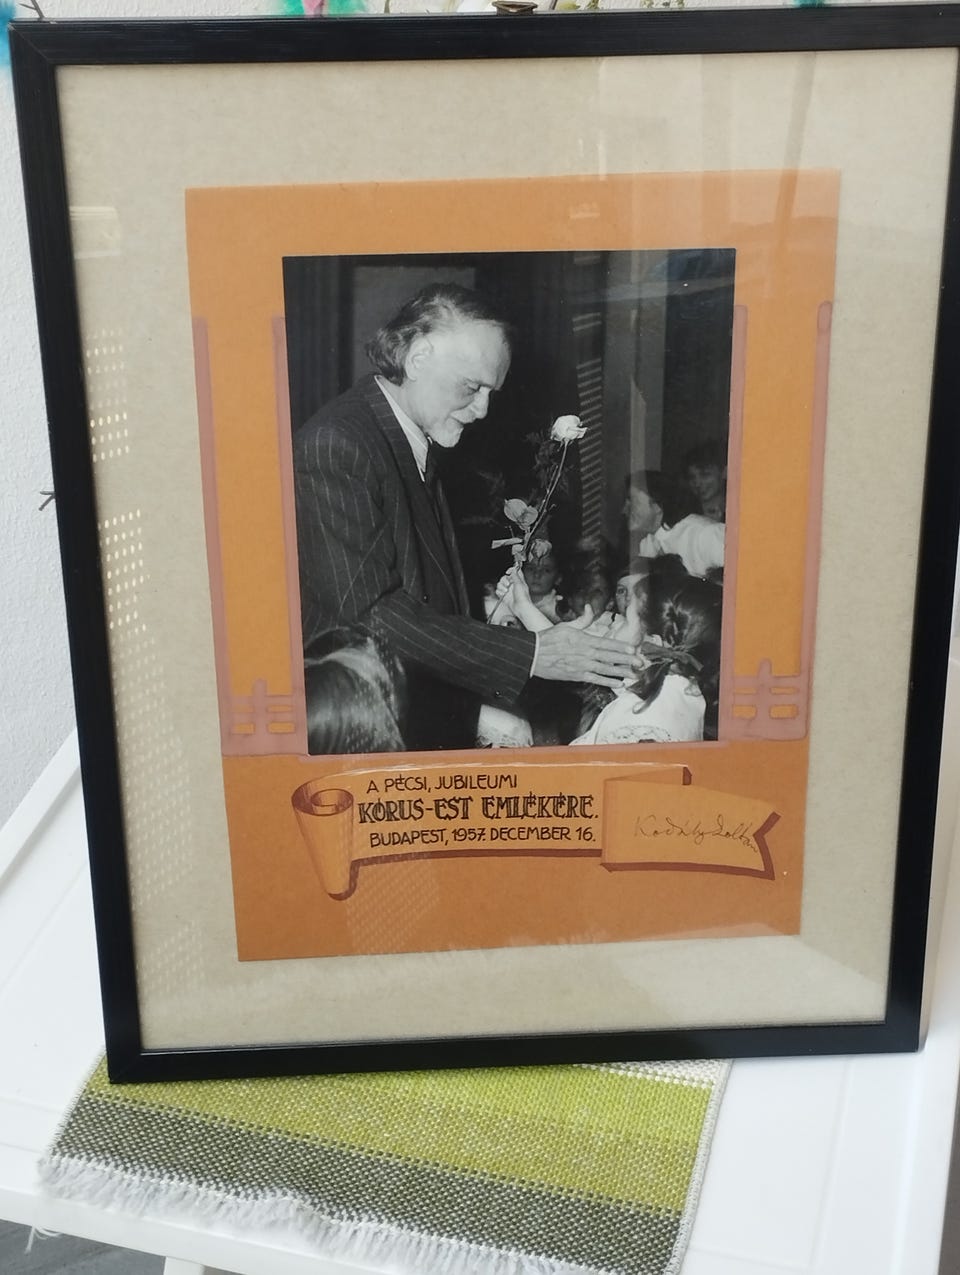 A PÉCSI, JUBILEUMI
KÓRUS-EST EMLÉKÉRE.
BUDAPEST, 1957. DECEMBER 16.
Kodály Zoltán